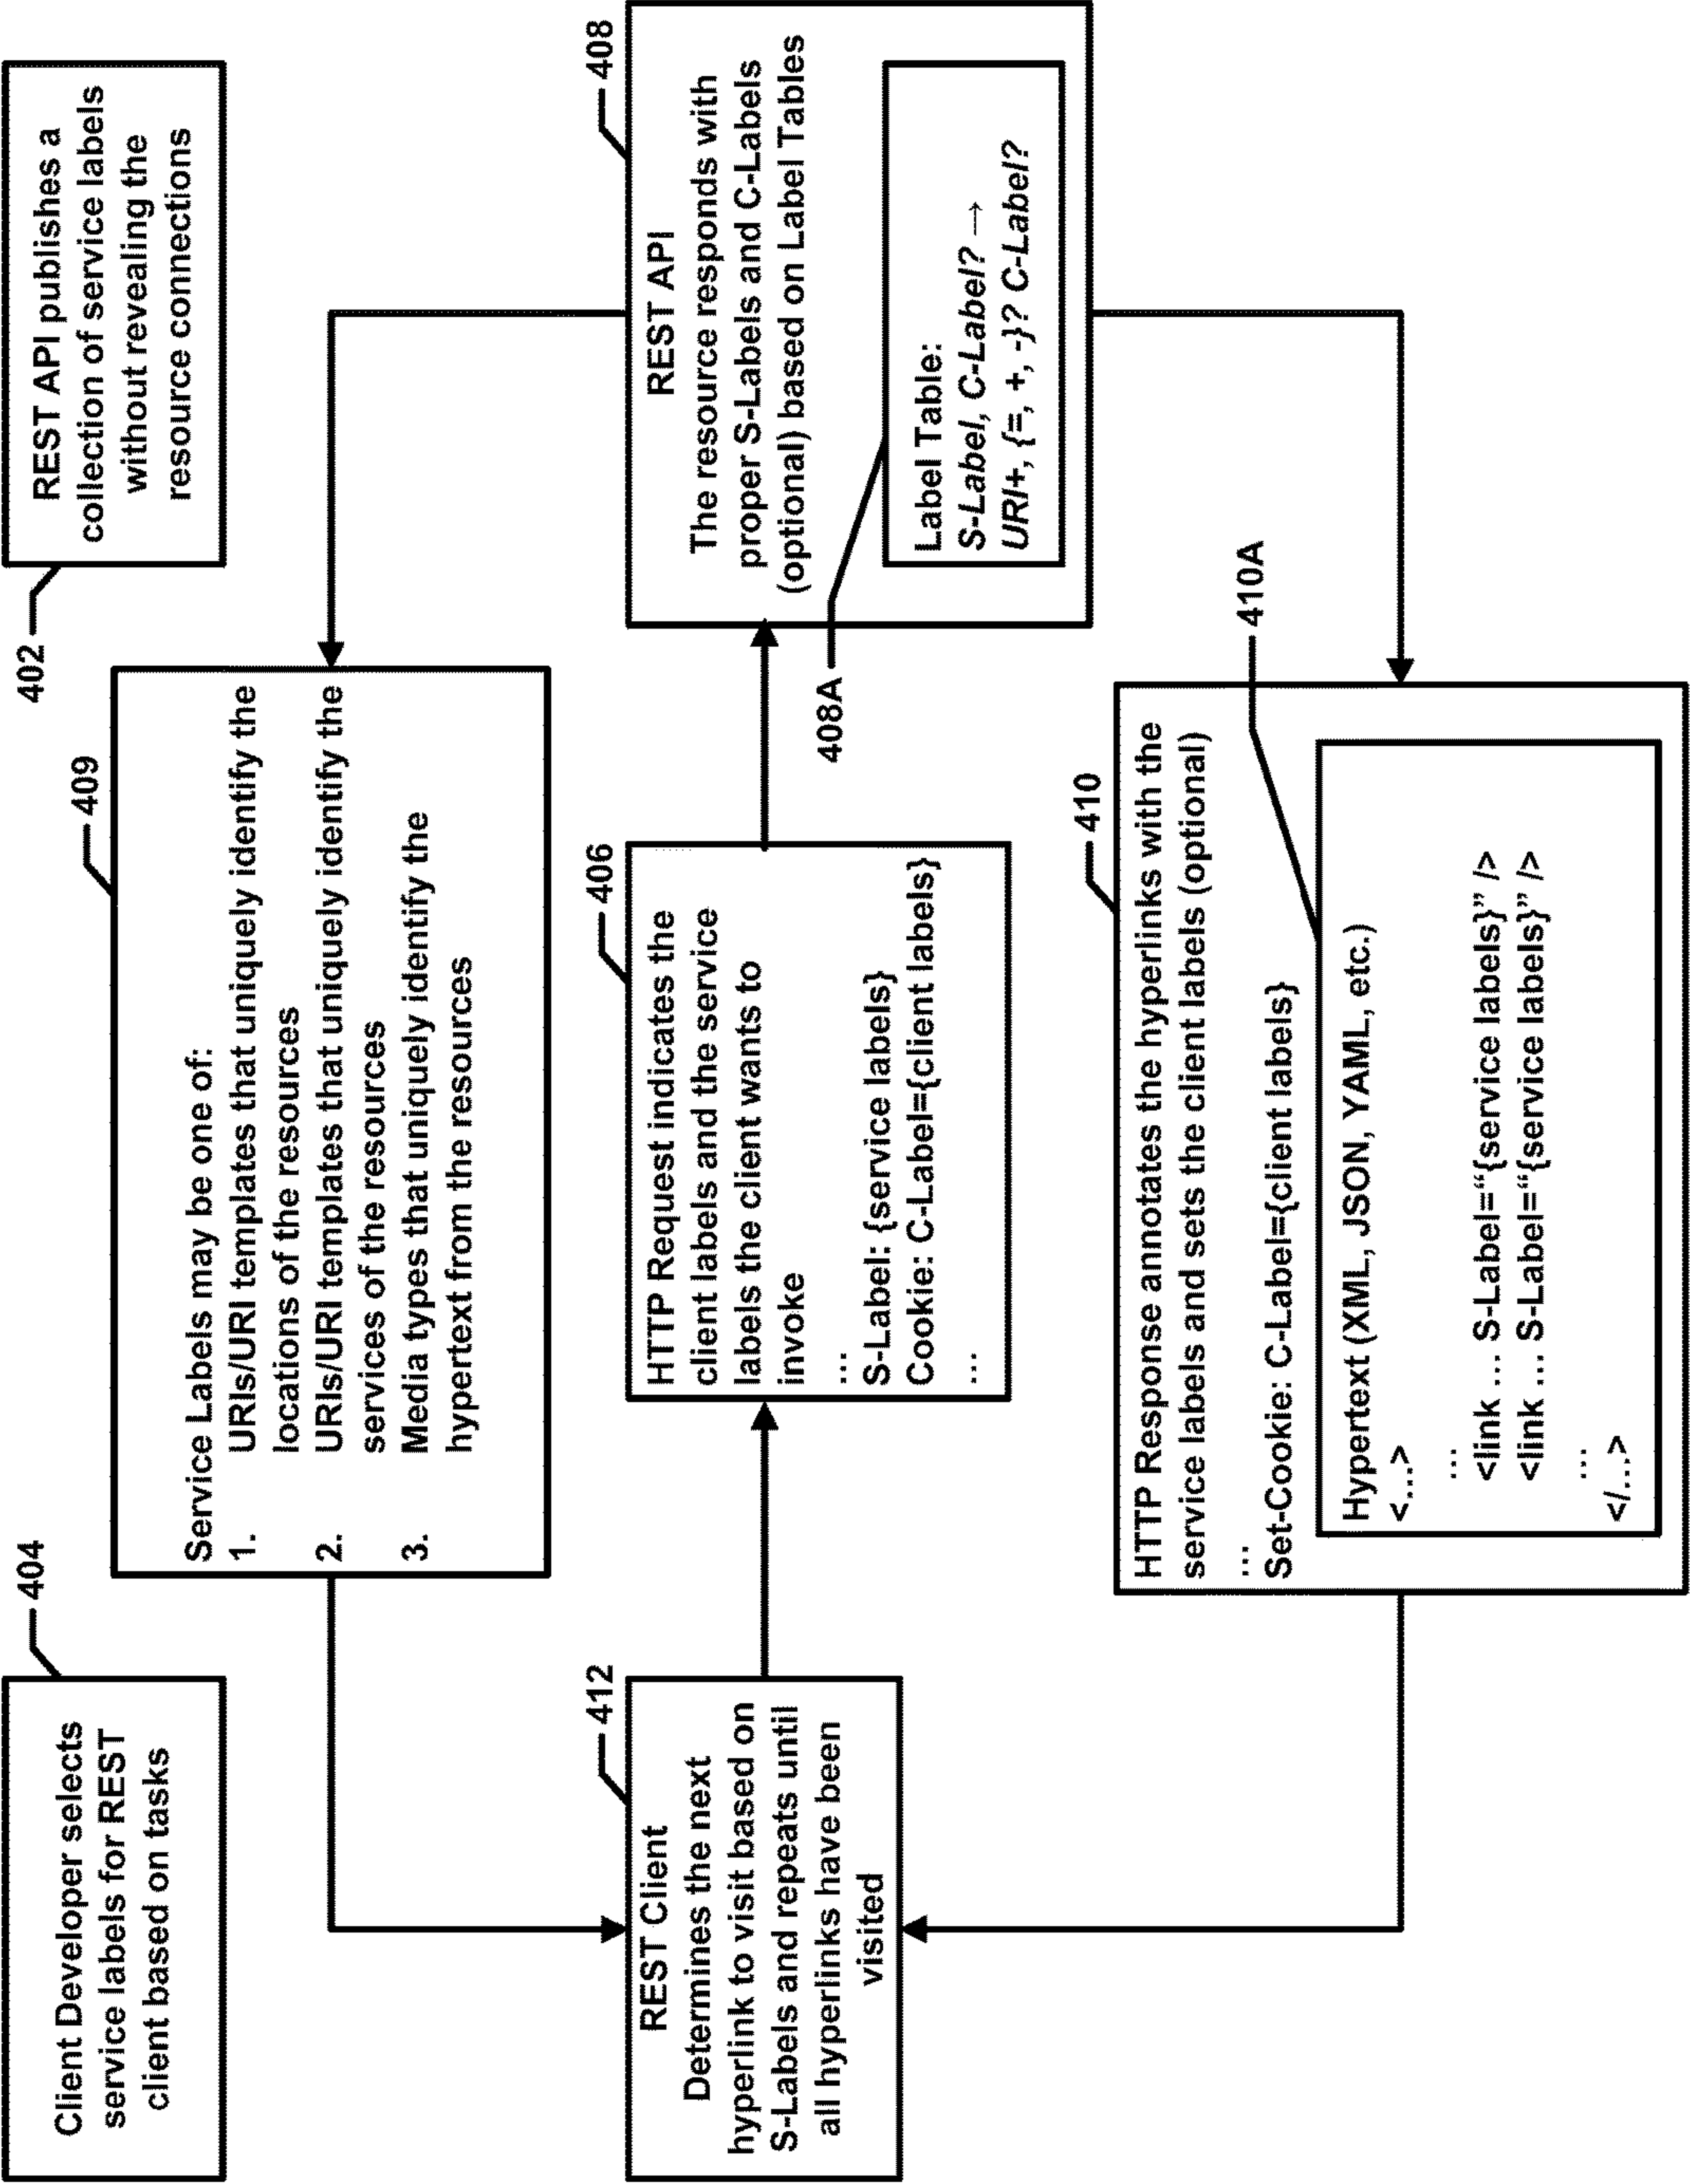 404
Client Developer selects
service labels for REST
client based on tasks
402
REST API publishes a
collection of service labels
without revealing the
resource connections
409
Service Labels may be one of:
1. URIs/URI templates that uniquely identify the
locations of the resources
2. URIs/URI templates that uniquely identify the
services of the resources
3. Media types that uniquely identify the
hypertext from the resources
412
REST Client
Determines the next
hyperlink to visit based on
S-Labels and repeats until
all hyperlinks have been
visited
406
HTTP Request indicates the
client labels and the service
labels the client wants to
invoke
...
S-Label: {service labels}
Cookie: C-Label={client labels}
...
408
REST API
The resource responds with
proper S-Labels and C-Labels
(optional) based on Label Tables
408A
Label Table:
S-Label, C-Label? →
URI+, {=, +, -}? C-Label?
410
HTTP Response annotates the hyperlinks with the
service labels and sets the client labels (optional)
...
Set-Cookie: C-Label={client labels}
410A
Hypertext (XML, JSON, YAML, etc.)
<...>
...
<link ... S-Label=“{service labels}” />
<link ... S-Label=“{service labels}” />
...
</...>